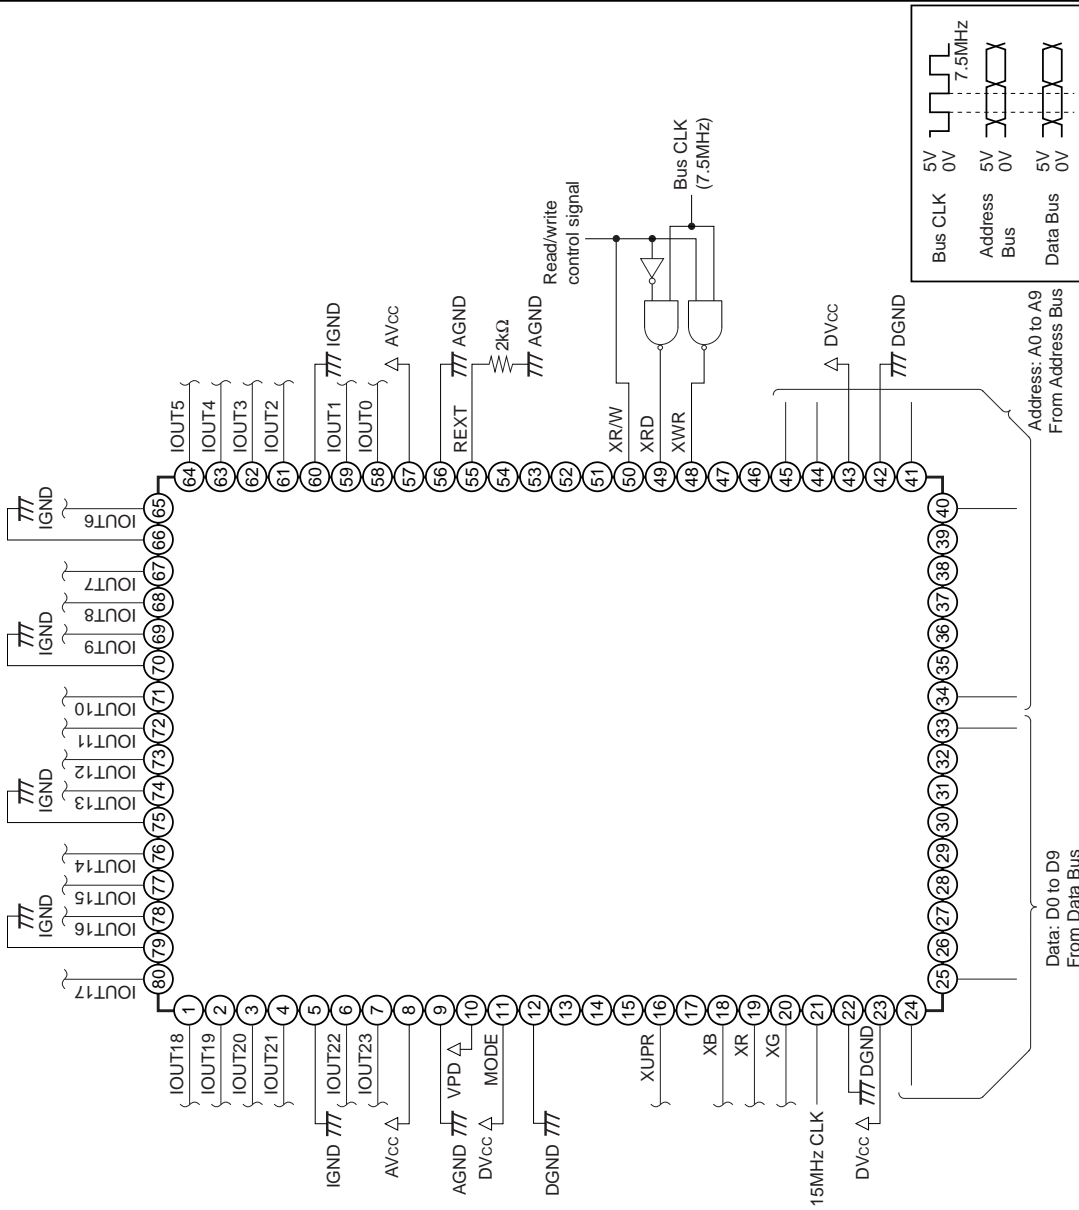 IOUT5
IOUT4
IOUT3
IOUT2
IGND
IOUT1
IOUT0
AVcc
AGND
REXT
2kΩ
AGND
Read/write
control signal
Bus CLK
(7.5MHz)
XR/W
XRD
XWR
DVcc
DGND
Address: A0 to A9
From Address Bus
Bus CLK
5V
0V
7.5MHz
Address
Bus
5V
0V
Data Bus
5V
0V
64
63
62
61
60
59
58
57
56
55
54
53
52
51
50
49
48
47
46
45
44
43
42
41
IGND
IOUT6
65
66
IOUT7
67
IOUT8
68
IGND
IOUT9
69
70
IOUT10
71
IOUT11
72
IOUT12
73
IGND
IOUT13
74
75
IOUT14
76
IOUT15
77
IGND
IOUT16
78
79
IOUT17
80
40
39
38
37
36
35
34
33
32
31
30
29
28
27
26
25
1
2
3
4
5
6
7
8
9
10
11
12
13
14
15
16
17
18
19
20
21
22
23
24
IOUT18
IOUT19
IOUT20
IOUT21
IGND
IOUT22
IOUT23
AVcc
AGND
VPD
DVcc
MODE
DGND
XUPR
XB
XR
XG
15MHz CLK
DGND
DVcc
Data: D0 to D9
From Data Bus